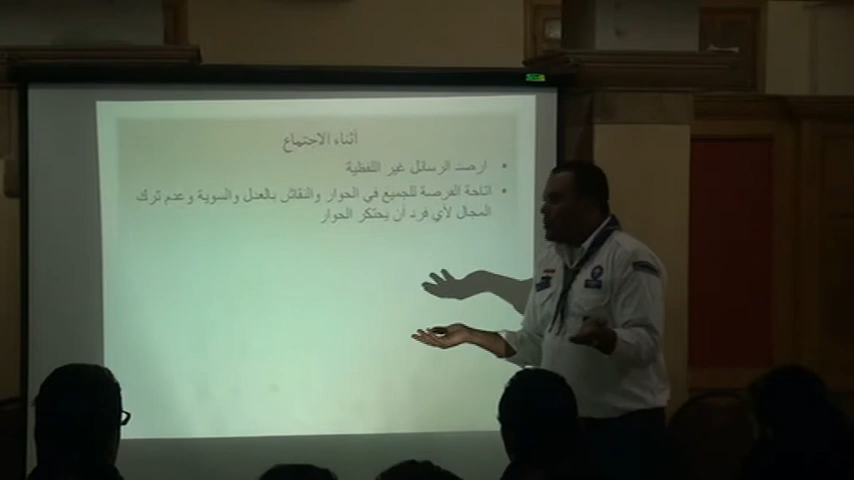 أثناء الاجتماع
• ارصد الرسائل غير اللفظية
• اتاحة الفرصة للجميع في الحوار والنقاش بالعدل والسوية وعدم ترك
المجال لأي فرد أن يحتكر الحوار